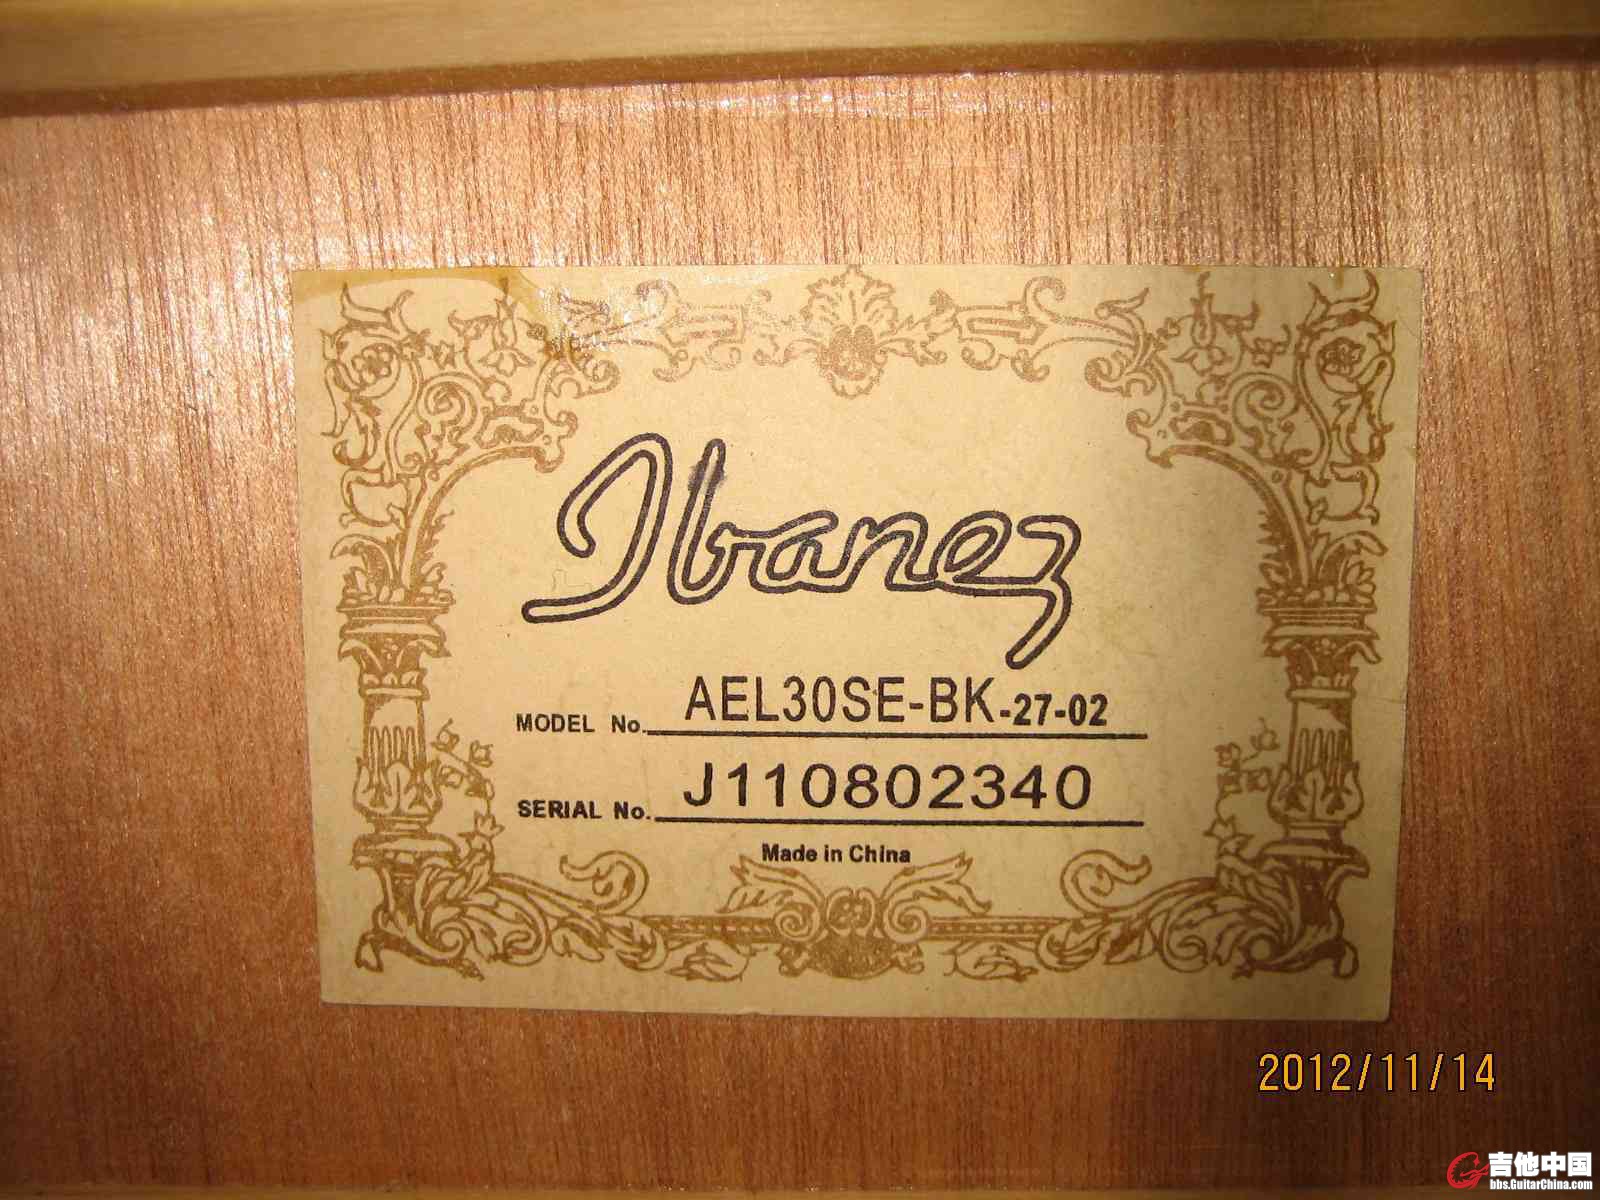 Ibanez
MODEL No. AEL30SE-BK-27-02
SERIAL No. J110802340
Made in China
2012/11/14
吉他中国
bbs.GuitarChina.com